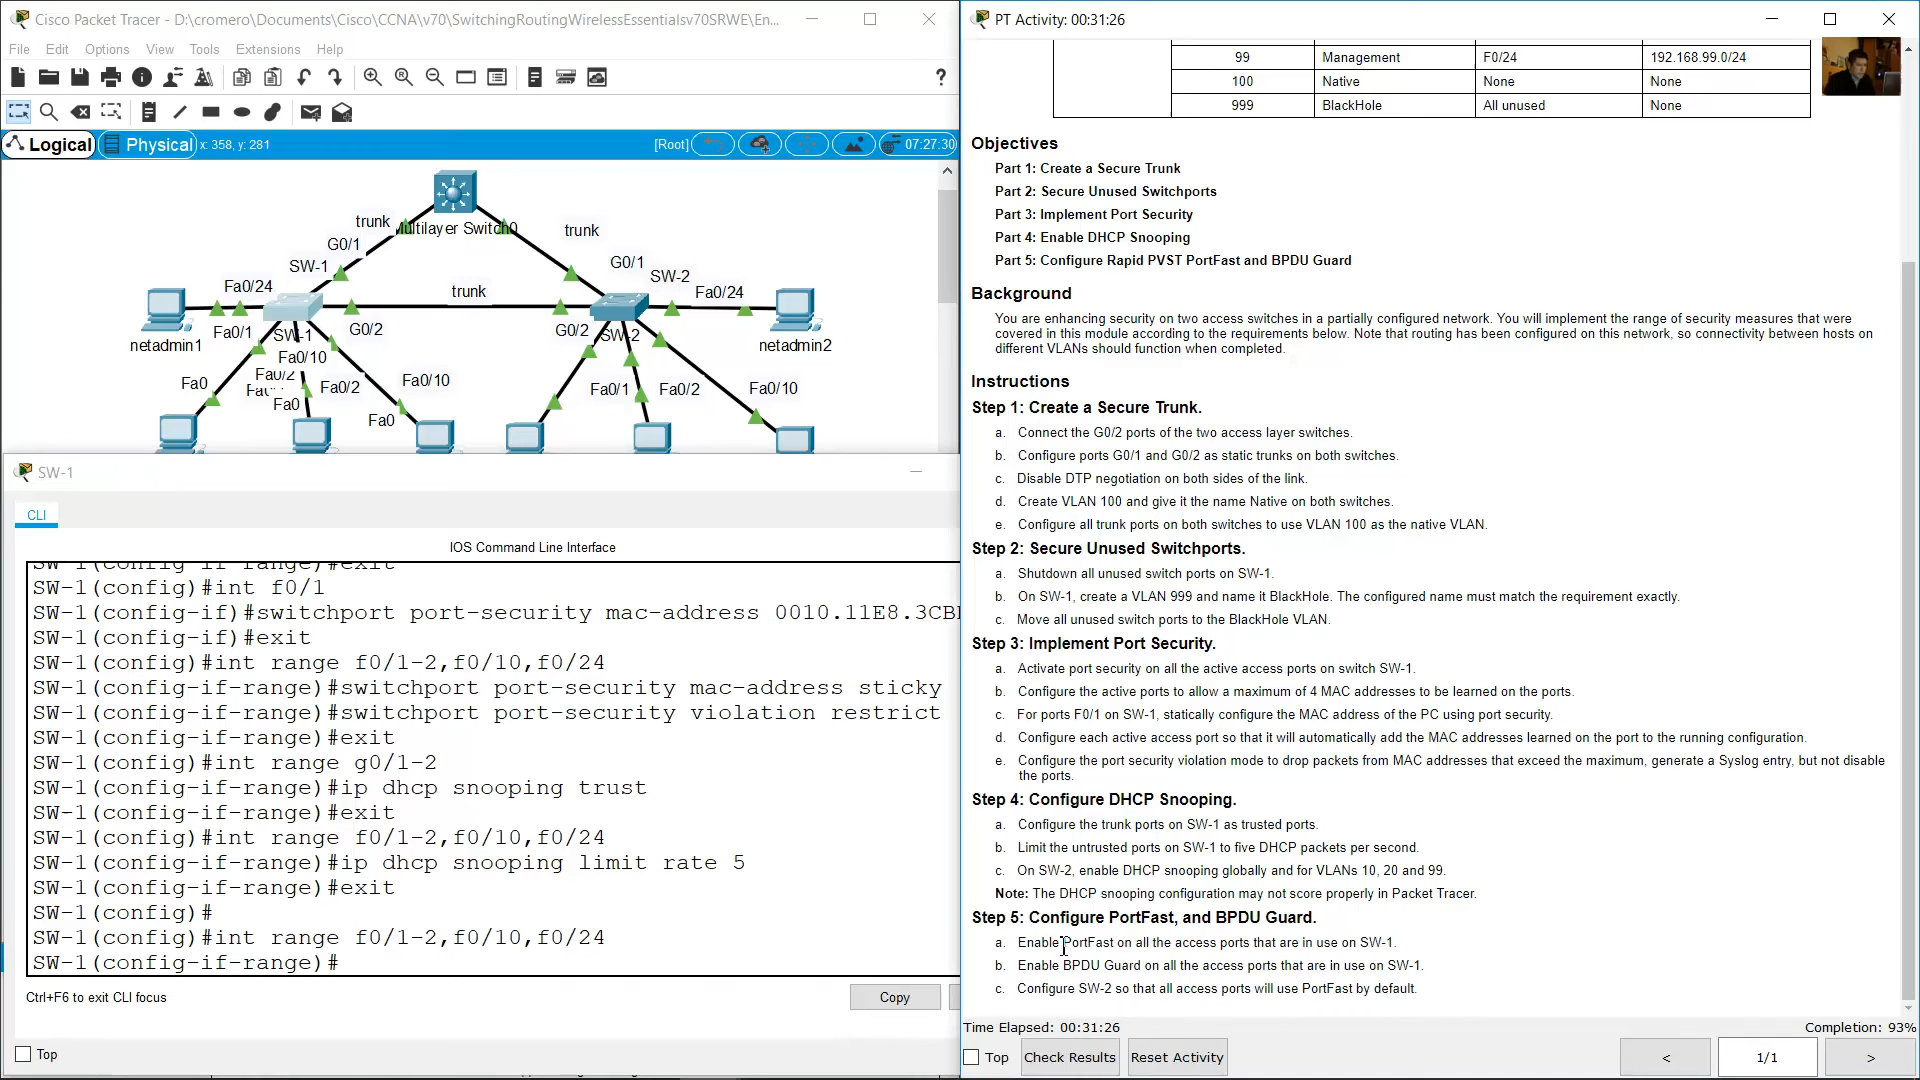 Cisco Packet Tracer - D:\cromero\Documents\Cisco\CCNA\v70\SwitchingRoutingWirelessEssentialsv70SRWE\En...
File Edit Options View Tools Extensions Help
Logical Physical x: 358, y: 281 [Root] 07:27:30
trunk Multilayer Switch0 trunk
G0/1 G0/1
SW-1 SW-2
Fa0/24 trunk Fa0/24
Fa0/1 SW-1 G0/2 G0/2 SW-2
netadmin1 netadmin2
Fa0/10
Fa0/2
Fa0 Fa0/2 Fa0/10 Fa0/1 Fa0/2 Fa0/10
Fa0
Fa0
SW-1
CLI
IOS Command Line Interface
SW-1(config-if-range)#exit
SW-1(config)#int f0/1
SW-1(config-if)#switchport port-security mac-address 0010.11E8.3CB
SW-1(config-if)#exit
SW-1(config)#int range f0/1-2,f0/10,f0/24
SW-1(config-if-range)#switchport port-security mac-address sticky
SW-1(config-if-range)#switchport port-security violation restrict
SW-1(config-if-range)#exit
SW-1(config)#int range g0/1-2
SW-1(config-if-range)#ip dhcp snooping trust
SW-1(config-if-range)#exit
SW-1(config)#int range f0/1-2,f0/10,f0/24
SW-1(config-if-range)#ip dhcp snooping limit rate 5
SW-1(config-if-range)#exit
SW-1(config)#
SW-1(config)#int range f0/1-2,f0/10,f0/24
SW-1(config-if-range)#
Ctrl+F6 to exit CLI focus Copy
Top
PT Activity: 00:31:26
99 Management F0/24 192.168.99.0/24
100 Native None None
999 BlackHole All unused None
Objectives
Part 1: Create a Secure Trunk
Part 2: Secure Unused Switchports
Part 3: Implement Port Security
Part 4: Enable DHCP Snooping
Part 5: Configure Rapid PVST PortFast and BPDU Guard
Background
You are enhancing security on two access switches in a partially configured network. You will implement the range of security measures that were
covered in this module according to the requirements below. Note that routing has been configured on this network, so connectivity between hosts on
different VLANs should function when completed.
Instructions
Step 1: Create a Secure Trunk.
a. Connect the G0/2 ports of the two access layer switches.
b. Configure ports G0/1 and G0/2 as static trunks on both switches.
c. Disable DTP negotiation on both sides of the link.
d. Create VLAN 100 and give it the name Native on both switches.
e. Configure all trunk ports on both switches to use VLAN 100 as the native VLAN.
Step 2: Secure Unused Switchports.
a. Shutdown all unused switch ports on SW-1.
b. On SW-1, create a VLAN 999 and name it BlackHole. The configured name must match the requirement exactly.
c. Move all unused switch ports to the BlackHole VLAN.
Step 3: Implement Port Security.
a. Activate port security on all the active access ports on switch SW-1.
b. Configure the active ports to allow a maximum of 4 MAC addresses to be learned on the ports.
c. For ports F0/1 on SW-1, statically configure the MAC address of the PC using port security.
d. Configure each active access port so that it will automatically add the MAC addresses learned on the port to the running configuration.
e. Configure the port security violation mode to drop packets from MAC addresses that exceed the maximum, generate a Syslog entry, but not disable
the ports.
Step 4: Configure DHCP Snooping.
a. Configure the trunk ports on SW-1 as trusted ports.
b. Limit the untrusted ports on SW-1 to five DHCP packets per second.
c. On SW-2, enable DHCP snooping globally and for VLANs 10, 20 and 99.
Note: The DHCP snooping configuration may not score properly in Packet Tracer.
Step 5: Configure PortFast, and BPDU Guard.
a. Enable PortFast on all the access ports that are in use on SW-1.
b. Enable BPDU Guard on all the access ports that are in use on SW-1.
c. Configure SW-2 so that all access ports will use PortFast by default.
Time Elapsed: 00:31:26 Completion: 93%
Top Check Results Reset Activity < 1/1 >